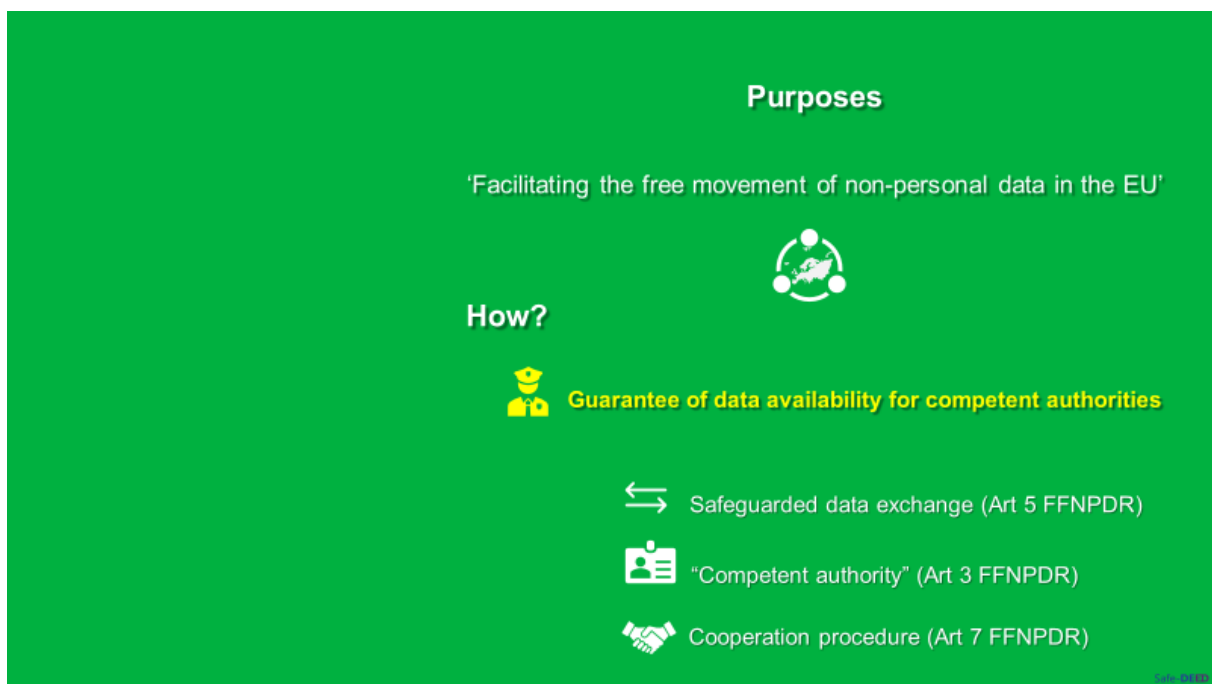 Purposes
‘Facilitating the free movement of non-personal data in the EU’
How?
Guarantee of data availability for competent authorities
Safeguarded data exchange (Art 5 FFNPDR)
“Competent authority” (Art 3 FFNPDR)
Cooperation procedure (Art 7 FFNPDR)
Safe-DEED